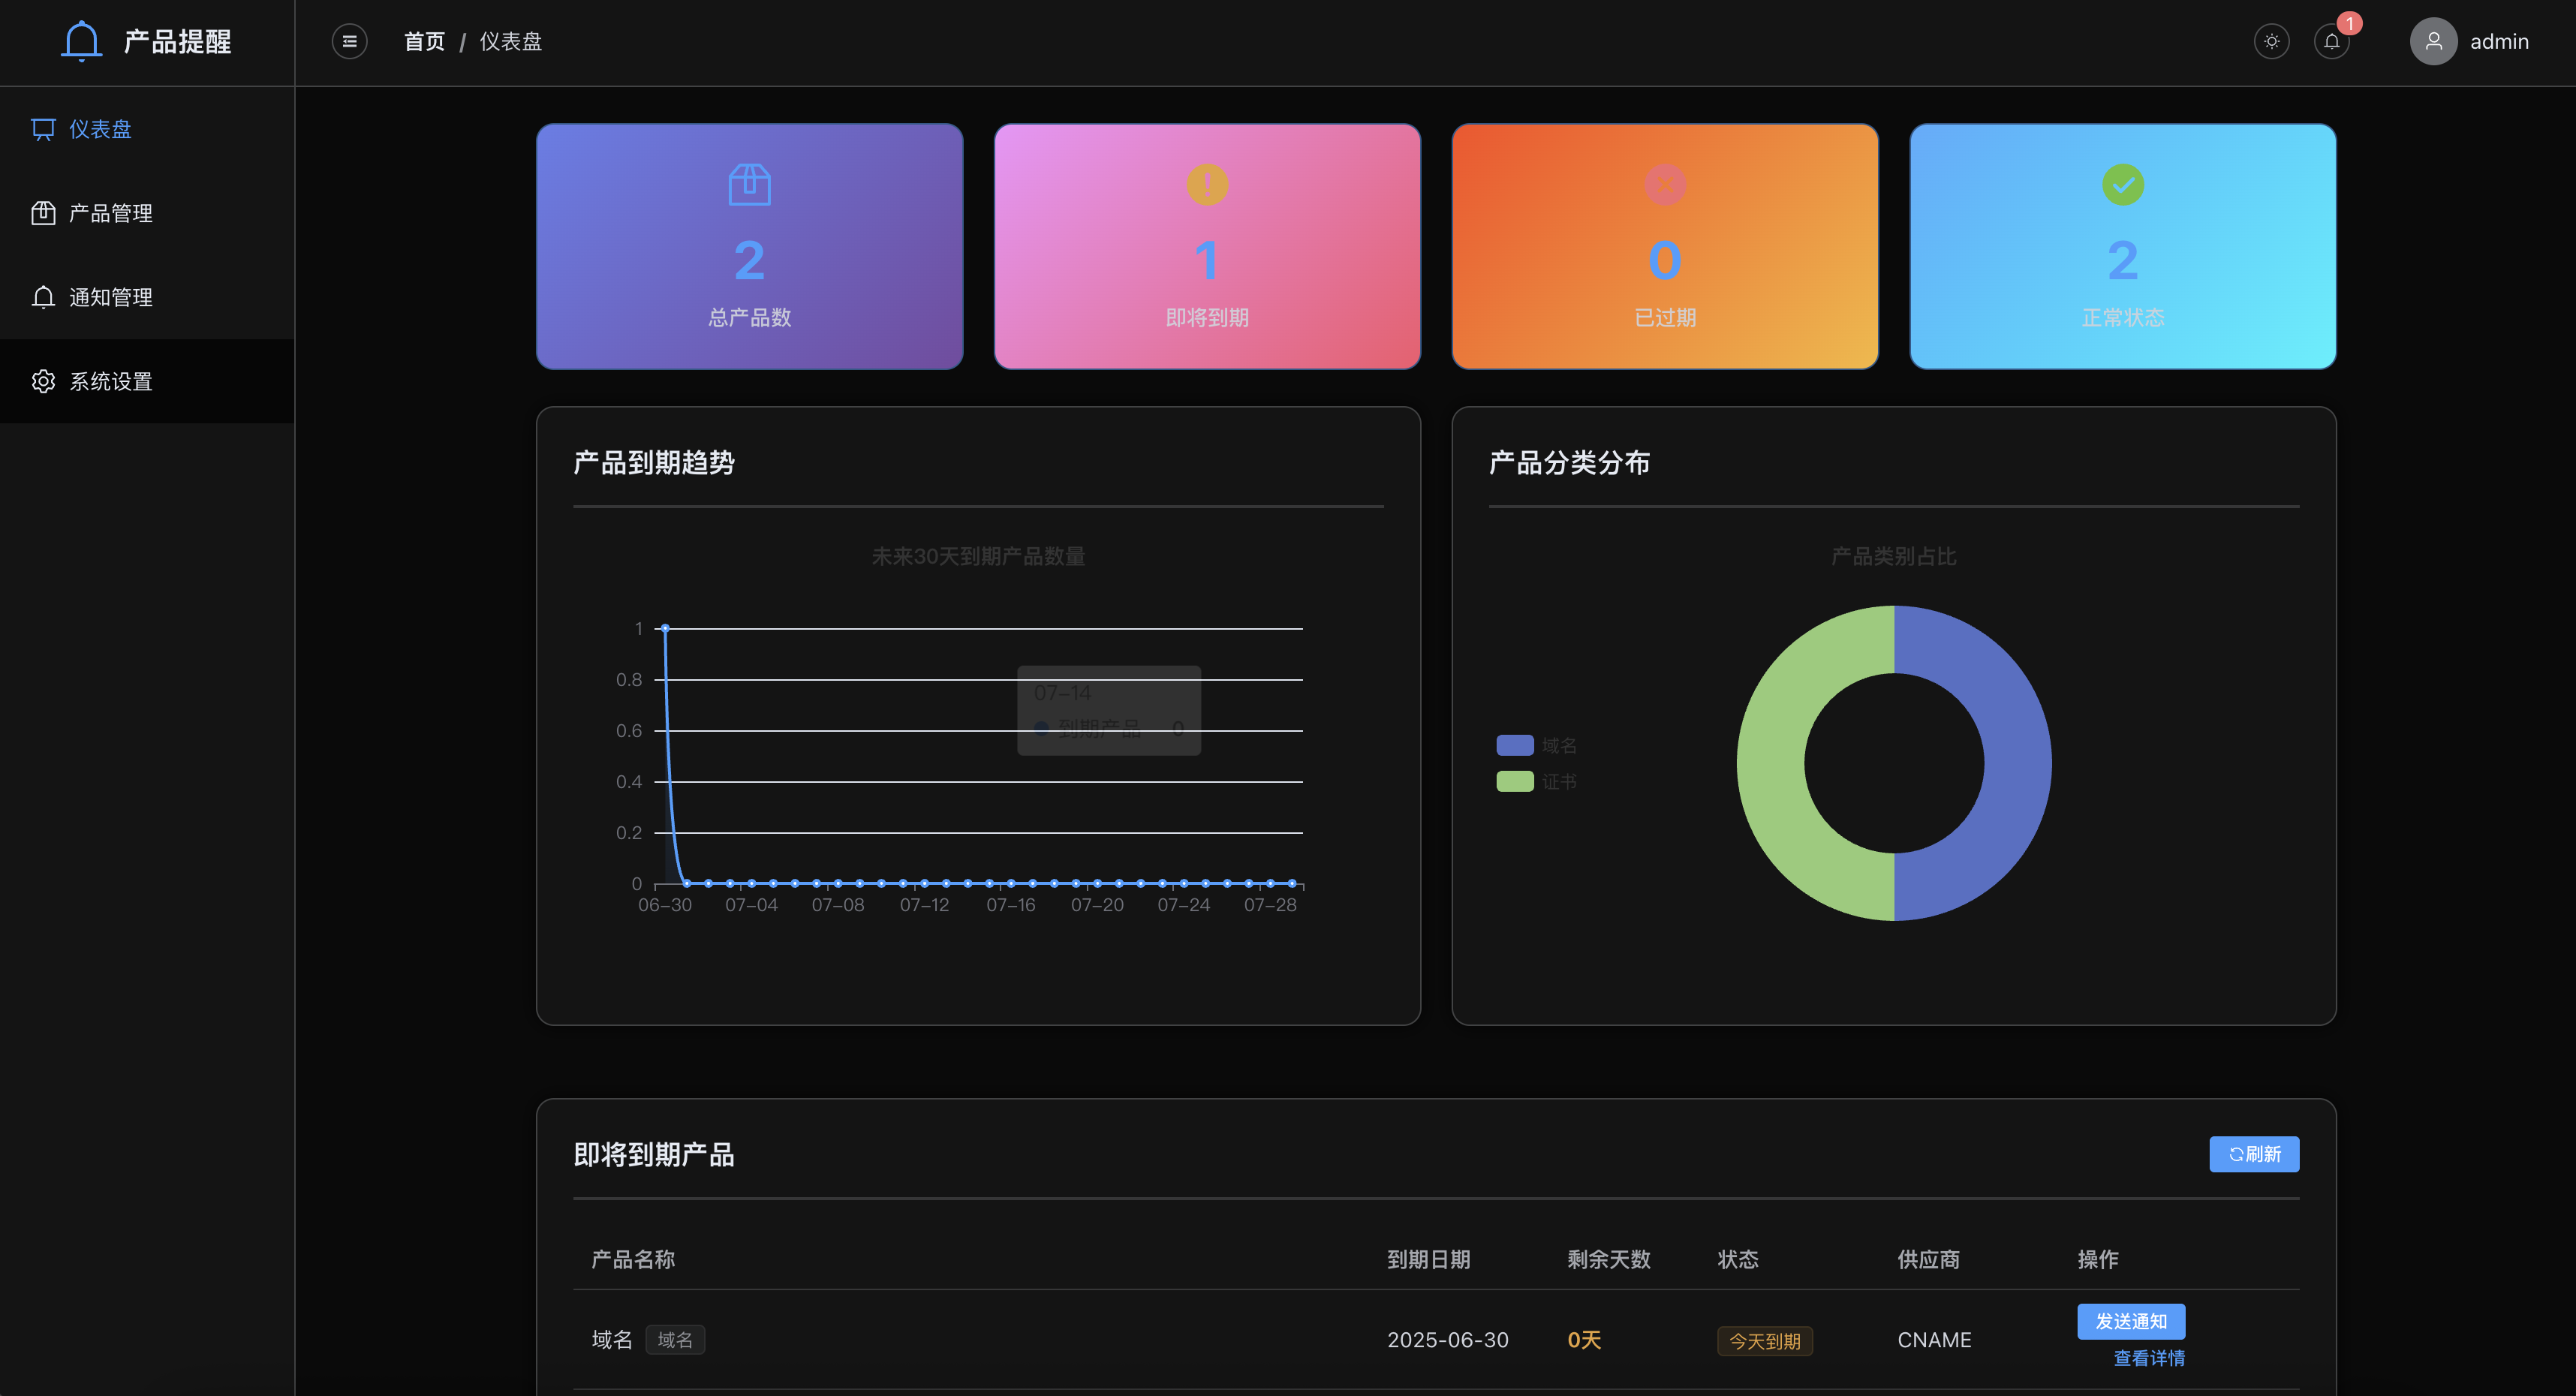 产品提醒
首页 / 仪表盘
1
admin
仪表盘
产品管理
通知管理
系统设置
2
总产品数
1
即将到期
0
已过期
2
正常状态
产品到期趋势
未来30天到期产品数量
1
0.8
0.6
0.4
0.2
0
07-14
到期产品 0
06-30 07-04 07-08 07-12 07-16 07-20 07-24 07-28
产品分类分布
产品类别占比
域名
证书
即将到期产品
刷新
产品名称 到期日期 剩余天数 状态 供应商 操作
域名 域名 2025-06-30 0天 今天到期 CNAME 发送通知
查看详情